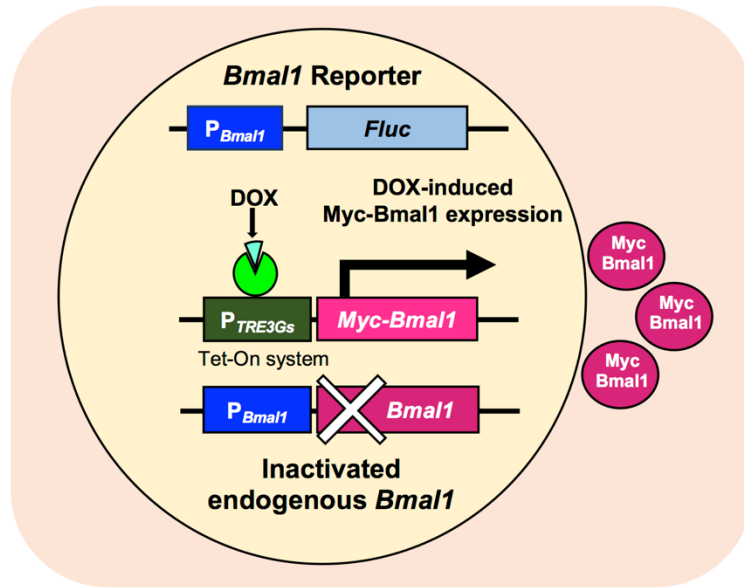 Bmal1 Reporter
PBmal1
Fluc
DOX
DOX-induced
Myc-Bmal1 expression
PTRE3Gs
Myc-Bmal1
Tet-On system
PBmal1
Bmal1
Inactivated
endogenous Bmal1
Myc
Bmal1
Myc
Bmal1
Myc
Bmal1